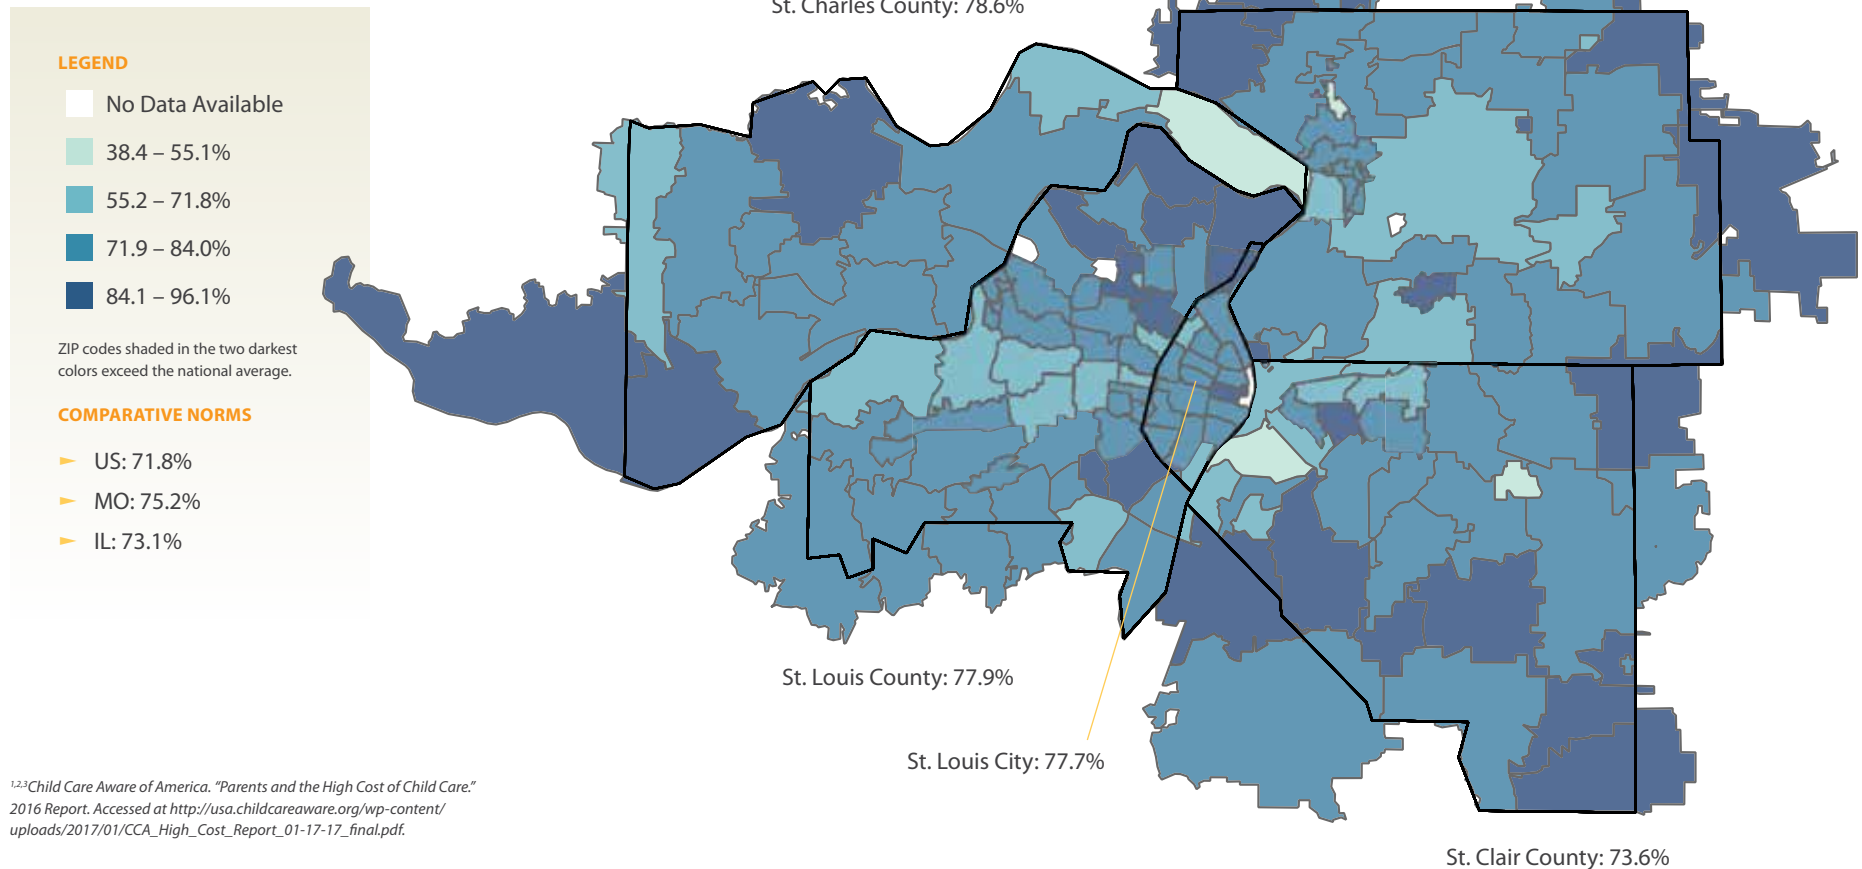 St. Charles County: 78.6%
LEGEND
No Data Available
38.4 – 55.1%
55.2 – 71.8%
71.9 – 84.0%
84.1 – 96.1%
ZIP codes shaded in the two darkest
colors exceed the national average.
COMPARATIVE NORMS
► US: 71.8%
► MO: 75.2%
► IL: 73.1%
St. Louis County: 77.9%
St. Louis City: 77.7%
1,2,3Child Care Aware of America. “Parents and the High Cost of Child Care.”
2016 Report. Accessed at http://usa.childcareaware.org/wp-content/
uploads/2017/01/CCA_High_Cost_Report_01-17-17_final.pdf.
St. Clair County: 73.6%